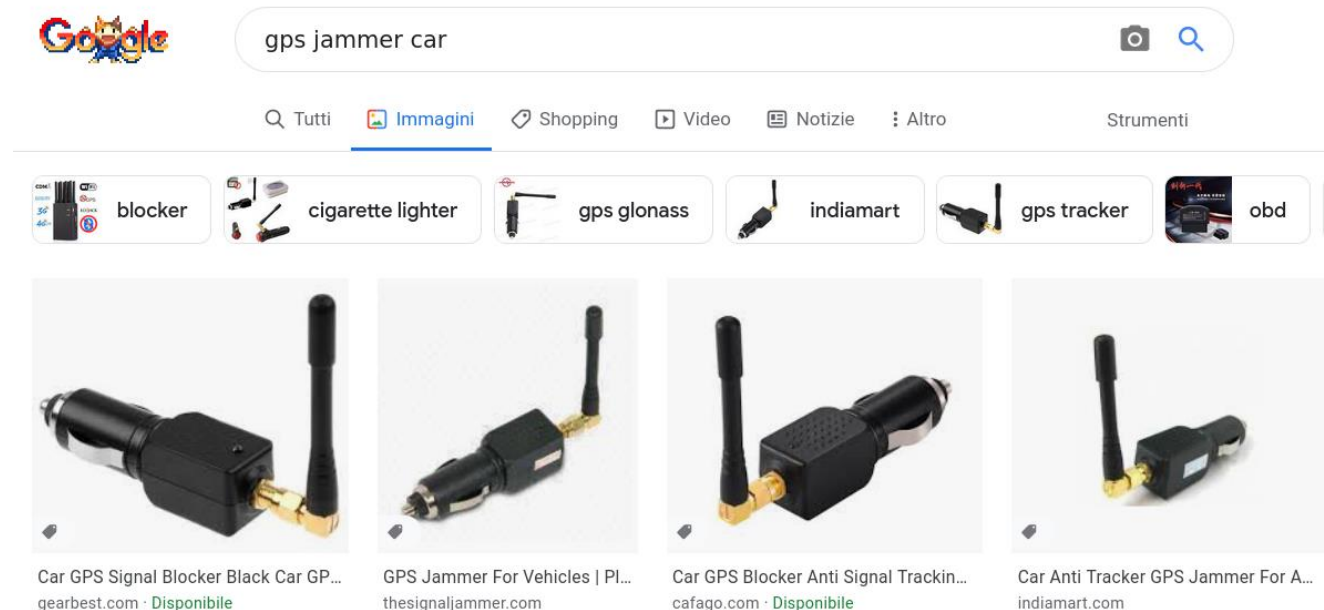 Google
gps jammer car
Tutti Immagini Shopping Video Notizie Altro Strumenti
blocker cigarette lighter gps glonass indiamart gps tracker obd
Car GPS Signal Blocker Black Car GP... GPS Jammer For Vehicles | Pl... Car GPS Blocker Anti Signal Trackin... Car Anti Tracker GPS Jammer For A...
gearbest.com · Disponibile thesignaljammer.com cafago.com · Disponibile indiamart.com